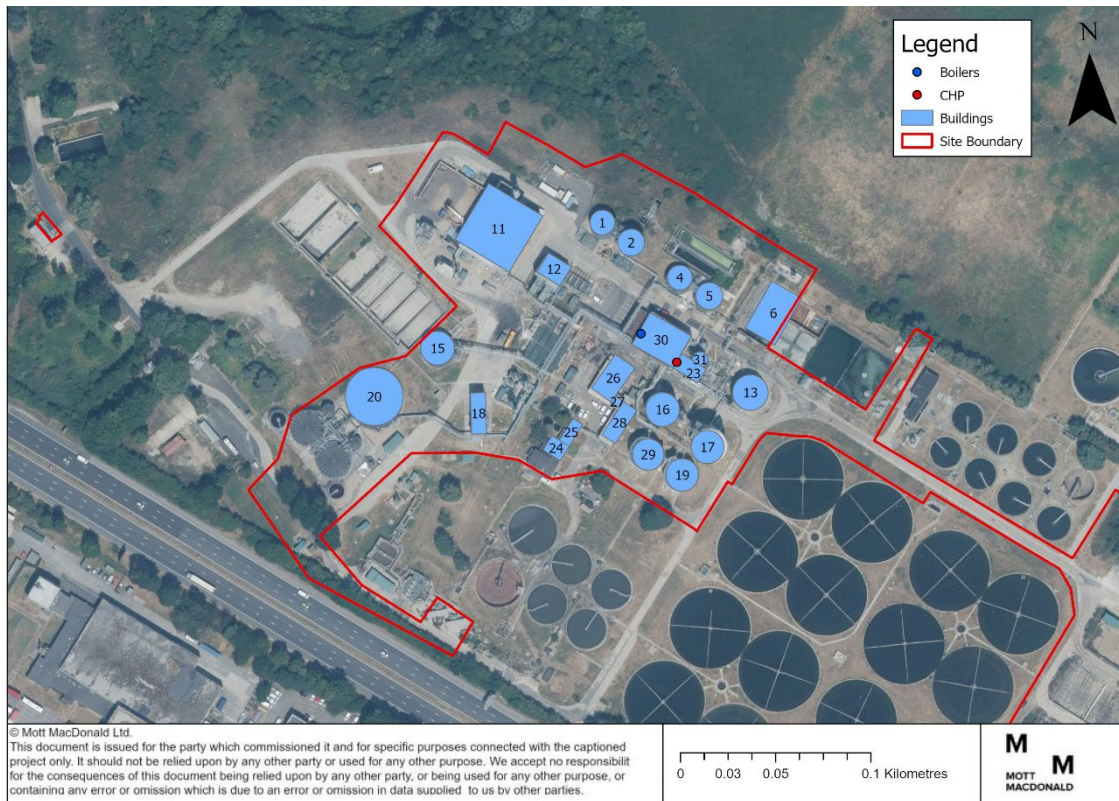 N
Legend
Boilers
CHP
Buildings
Site Boundary
1
2
11
12
4
5
6
30
31
23
15
26
13
20
18
27
16
28
25
24
17
29
19
© Mott MacDonald Ltd.
This document is issued for the party which commissioned it and for specific purposes connected with the captioned
project only. It should not be relied upon by any other party or used for any other purpose. We accept no responsibilit
for the consequences of this document being relied upon by any other party, or being used for any other purpose, or
containing any error or omission which is due to an error or omission in data supplied to us by other parties.
0 0.03 0.05 0.1 Kilometres
M
M
MOTT
MACDONALD